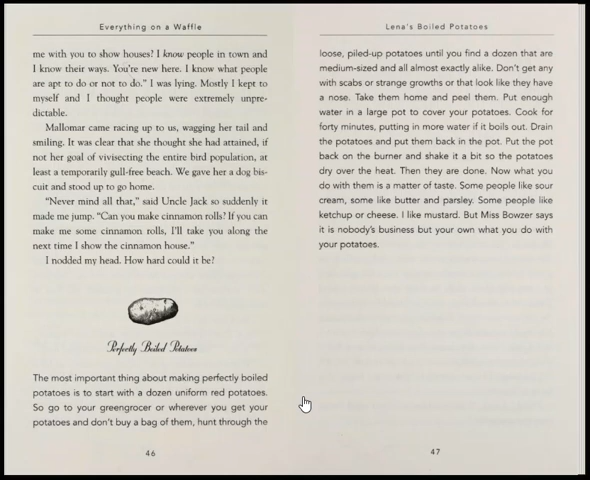 Everything on a Waffle
me with you to show houses? I know people in town and
I know their ways. You're new here. I know what people
are apt to do or not to do." I was lying. Mostly I kept to
myself and I thought people were extremely unpre-
dictable.
Mallomar came racing up to us, wagging her tail and
smiling. It was clear that she thought she had attained, if
not her goal of vivisecting the entire bird population, at
least a temporarily gull-free beach. We gave her a dog bis-
cuit and stood up to go home.
"Never mind all that," said Uncle Jack so suddenly it
made me jump. "Can you make cinnamon rolls? If you can
make me some cinnamon rolls, I'll take you along the
next time I show the cinnamon house."
I nodded my head. How hard could it be?
Perfectly Boiled Potatoes
The most important thing about making perfectly boiled
potatoes is to start with a dozen uniform red potatoes.
So go to your greengrocer or wherever you get your
potatoes and don't buy a bag of them, hunt through the
46
Lena's Boiled Potatoes
loose, piled-up potatoes until you find a dozen that are
medium-sized and all almost exactly alike. Don't get any
with scabs or strange growths or that look like they have
a nose. Take them home and peel them. Put enough
water in a large pot to cover your potatoes. Cook for
forty minutes, putting in more water if it boils out. Drain
the potatoes and put them back in the pot. Put the pot
back on the burner and shake it a bit so the potatoes
dry over the heat. Then they are done. Now what you
do with them is a matter of taste. Some people like sour
cream, some like butter and parsley. Some people like
ketchup or cheese. I like mustard. But Miss Bowzer says
it is nobody's business but your own what you do with
your potatoes.
47